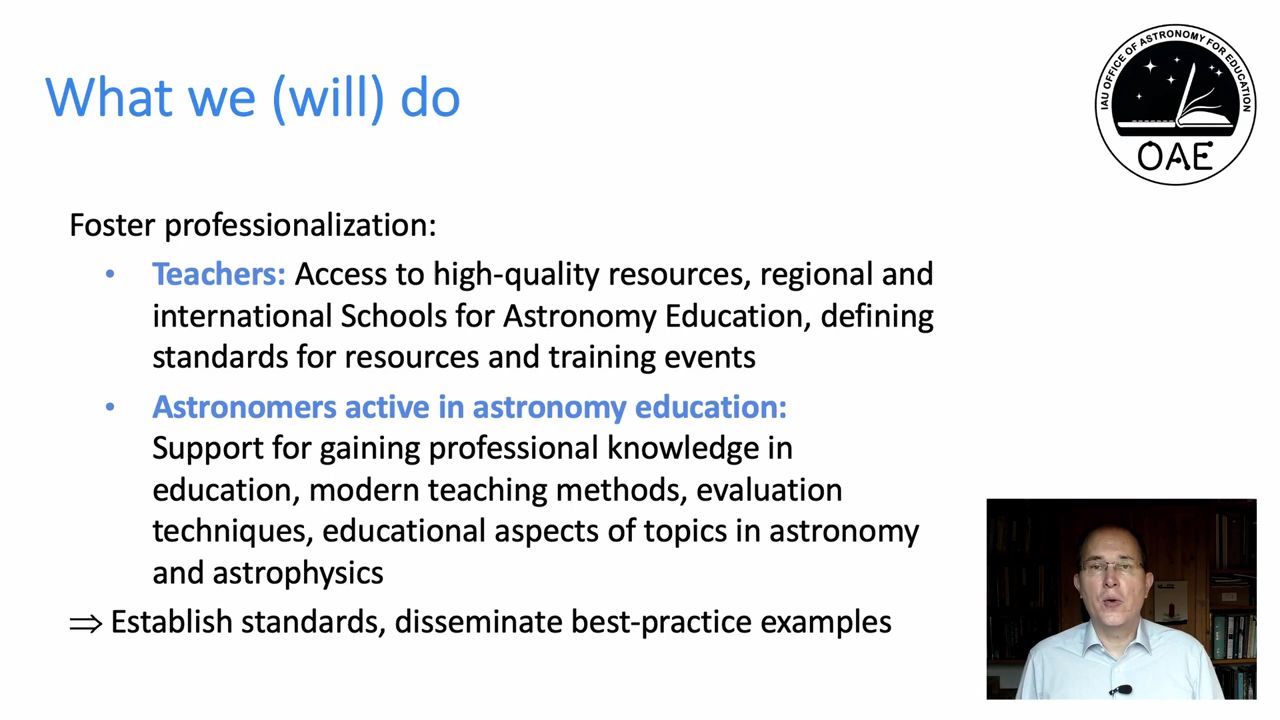 What we (will) do
IAU OFFICE OF ASTRONOMY FOR EDUCATION
OAE
Foster professionalization:
• Teachers: Access to high-quality resources, regional and
international Schools for Astronomy Education, defining
standards for resources and training events
• Astronomers active in astronomy education:
Support for gaining professional knowledge in
education, modern teaching methods, evaluation
techniques, educational aspects of topics in astronomy
and astrophysics
⇒ Establish standards, disseminate best-practice examples